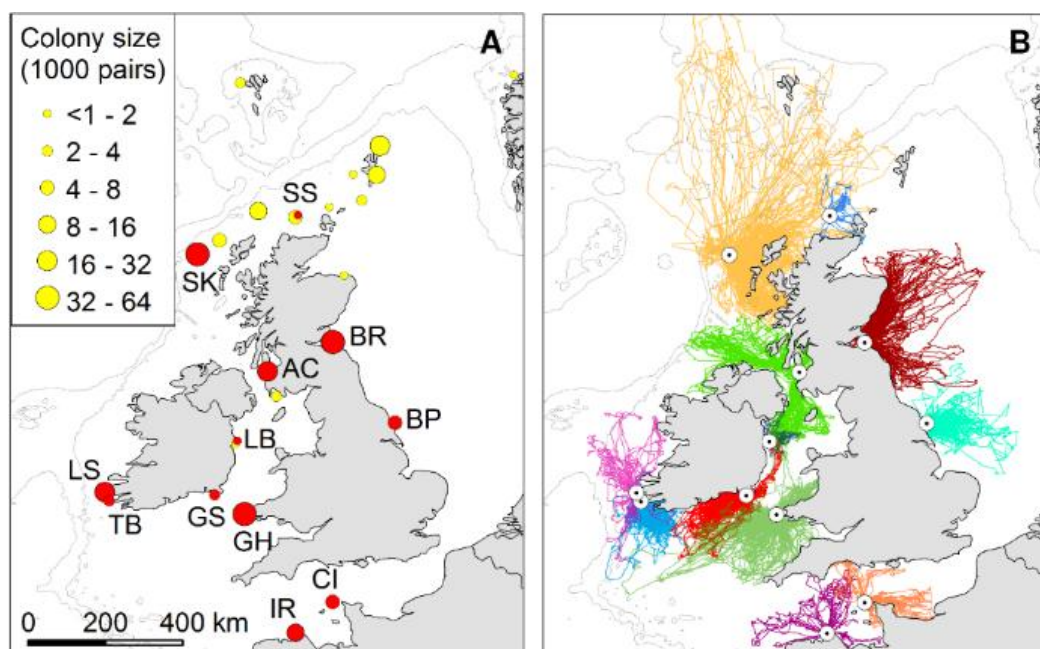 Colony size
(1000 pairs)
<1 - 2
2 - 4
4 - 8
8 - 16
16 - 32
32 - 64
A
SS
SK
BR
AC
BP
LB
LS
TB
GS
GH
CI
IR
0 200 400 km
B